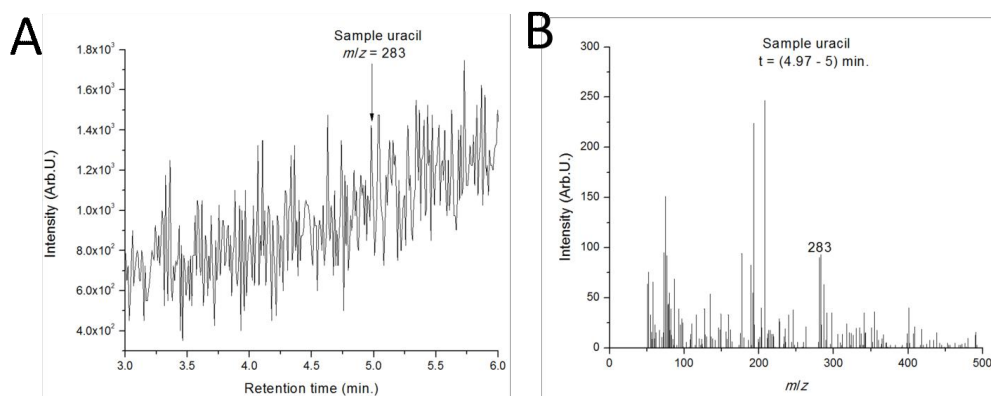 A
Sample uracil
m/z = 283
1.8x10³
1.6x10³
1.4x10³
1.2x10³
1.0x10³
8.0x10²
6.0x10²
4.0x10²
Intensity (Arb.U.)
3.0 3.5 4.0 4.5 5.0 5.5 6.0
Retention time (min.)
B
Sample uracil
t = (4.97 - 5) min.
300
250
200
150
100
50
0
283
Intensity (Arb.U.)
0 100 200 300 400 500
m/z